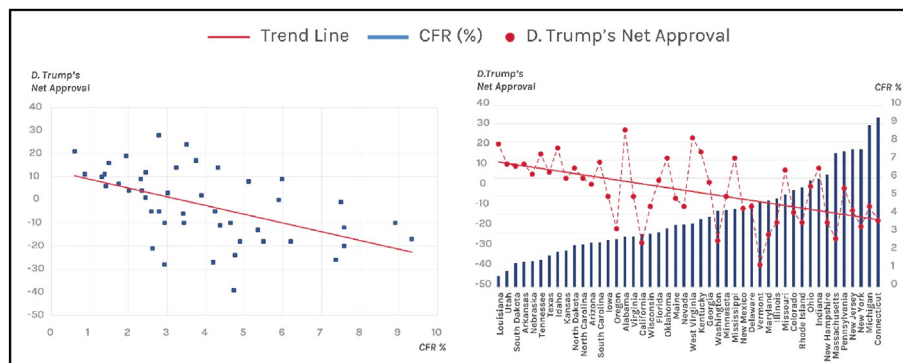 Trend Line CFR (%) D. Trump's Net Approval
D. Trump's
Net Approval
40
30
20
10
0
-10
-20
-30
-40
-50
0 1 2 3 4 5 6 7 8 9 10
CFR %
D.Trump's
Net Approval
CFR %
40
30
20
10
0
-10
-20
-30
-40
-50
10
9
8
7
6
5
4
3
2
1
0
Louisiana
Utah
South Dakota
Arkansas
Nebraska
Tennessee
Texas
Idaho
Kansas
North Dakota
North Carolina
Arizona
South Carolina
Iowa
Oregon
Alabama
Virginia
California
Wisconsin
Florida
Oklahoma
Maine
Nevada
West Virginia
Kentucky
Georgia
Washington
Minnesota
Mississippi
New Mexico
Delaware
Vermont
Maryland
Illinois
Missouri
Colorado
Rhode Island
Ohio
Indiana
New Hampshire
Massachusetts
Pennsylvania
New Jersey
New York
Michigan
Connecticut